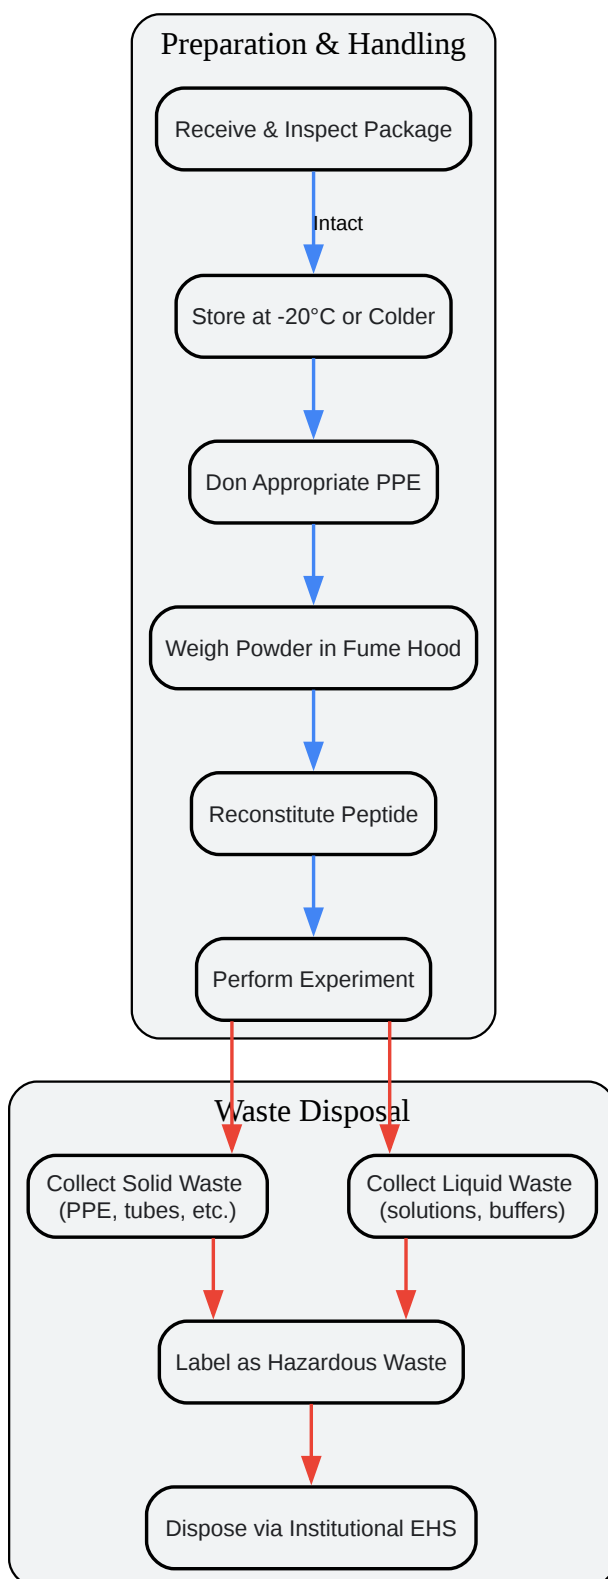 Preparation & Handling
Receive & Inspect Package
Intact
Store at -20°C or Colder
Don Appropriate PPE
Weigh Powder in Fume Hood
Reconstitute Peptide
Perform Experiment
Waste Disposal
Collect Solid Waste
(PPE, tubes, etc.)
Collect Liquid Waste
(solutions, buffers)
Label as Hazardous Waste
Dispose via Institutional EHS